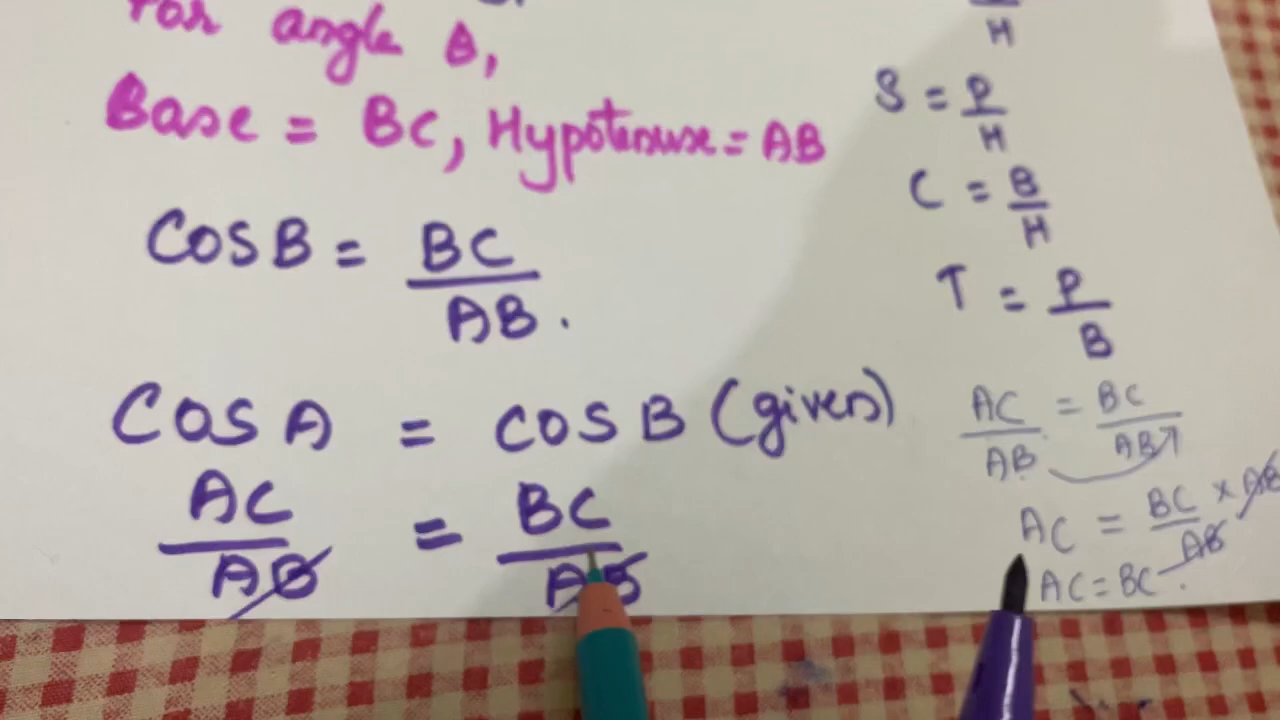 For angle B,
Base = BC, Hypotenuse = AB
COS B = BC
AB.
COS A = COS B (given)
AC = BC
AB AB
H
S = P
H
C = B
H
T = P
B
AC = BC
AB AB
AC = BC × AB
AB
AC = BC.